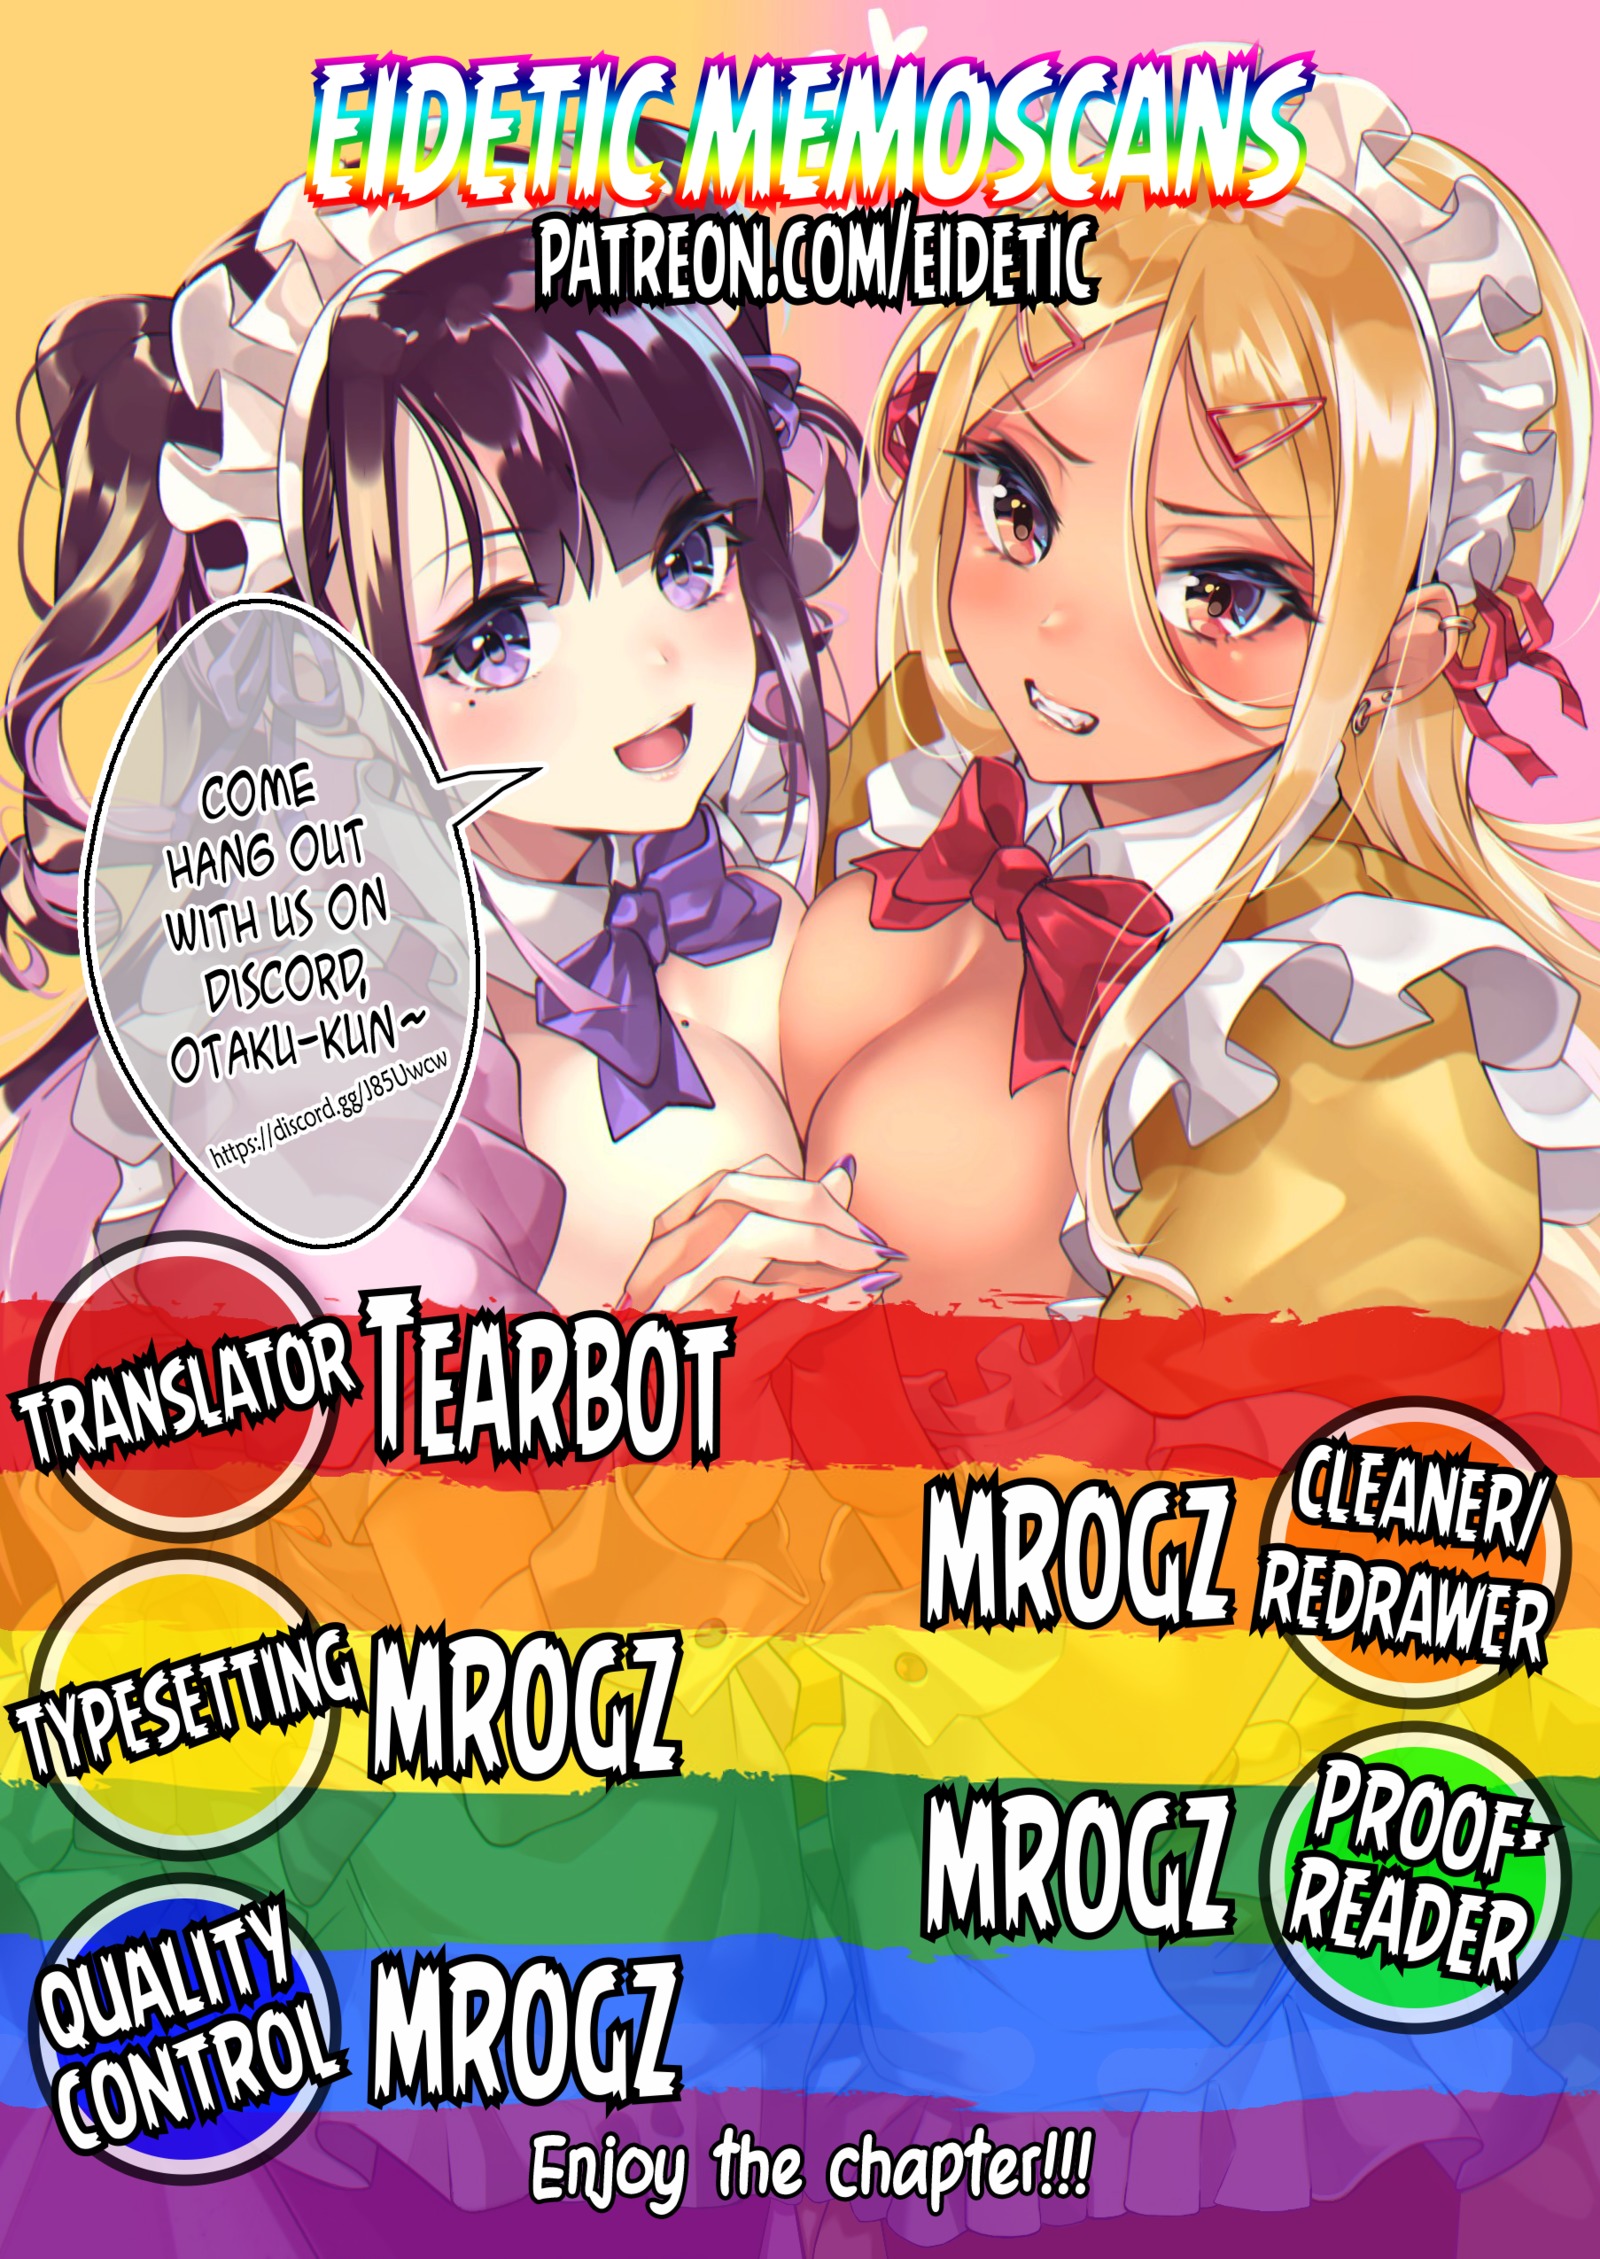 EIDETIC MEMOSCANS
PATREON.COM/EIDETIC
COME
HANG OUT
WITH US ON
DISCORD,
OTAKU-KUN~
https://discord.gg/J85Uwcw
TRANSLATOR TEARBOT
MROGZ CLEANER/
REDRAWER
TYPESETTING MROGZ
MROGZ PROOF-
READER
QUALITY
CONTROL MROGZ
Enjoy the chapter!!!